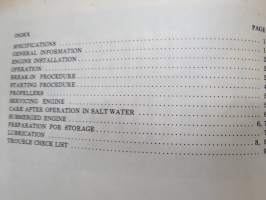 INDEX PAGE
SPECIFICATIONS
GENERAL INFORMATION
ENGINE INSTALLATION
OPERATION
BREAK-IN PROCEDURE
STARTING PROCEDURE
PROPELLERS
SERVICING ENGINE
CARE AFTER OPERATION IN SALT WATER
SUBMERGED ENGINE
PREPARATION FOR STORAGE
LUBRICATION
TROUBLE CHECK LIST